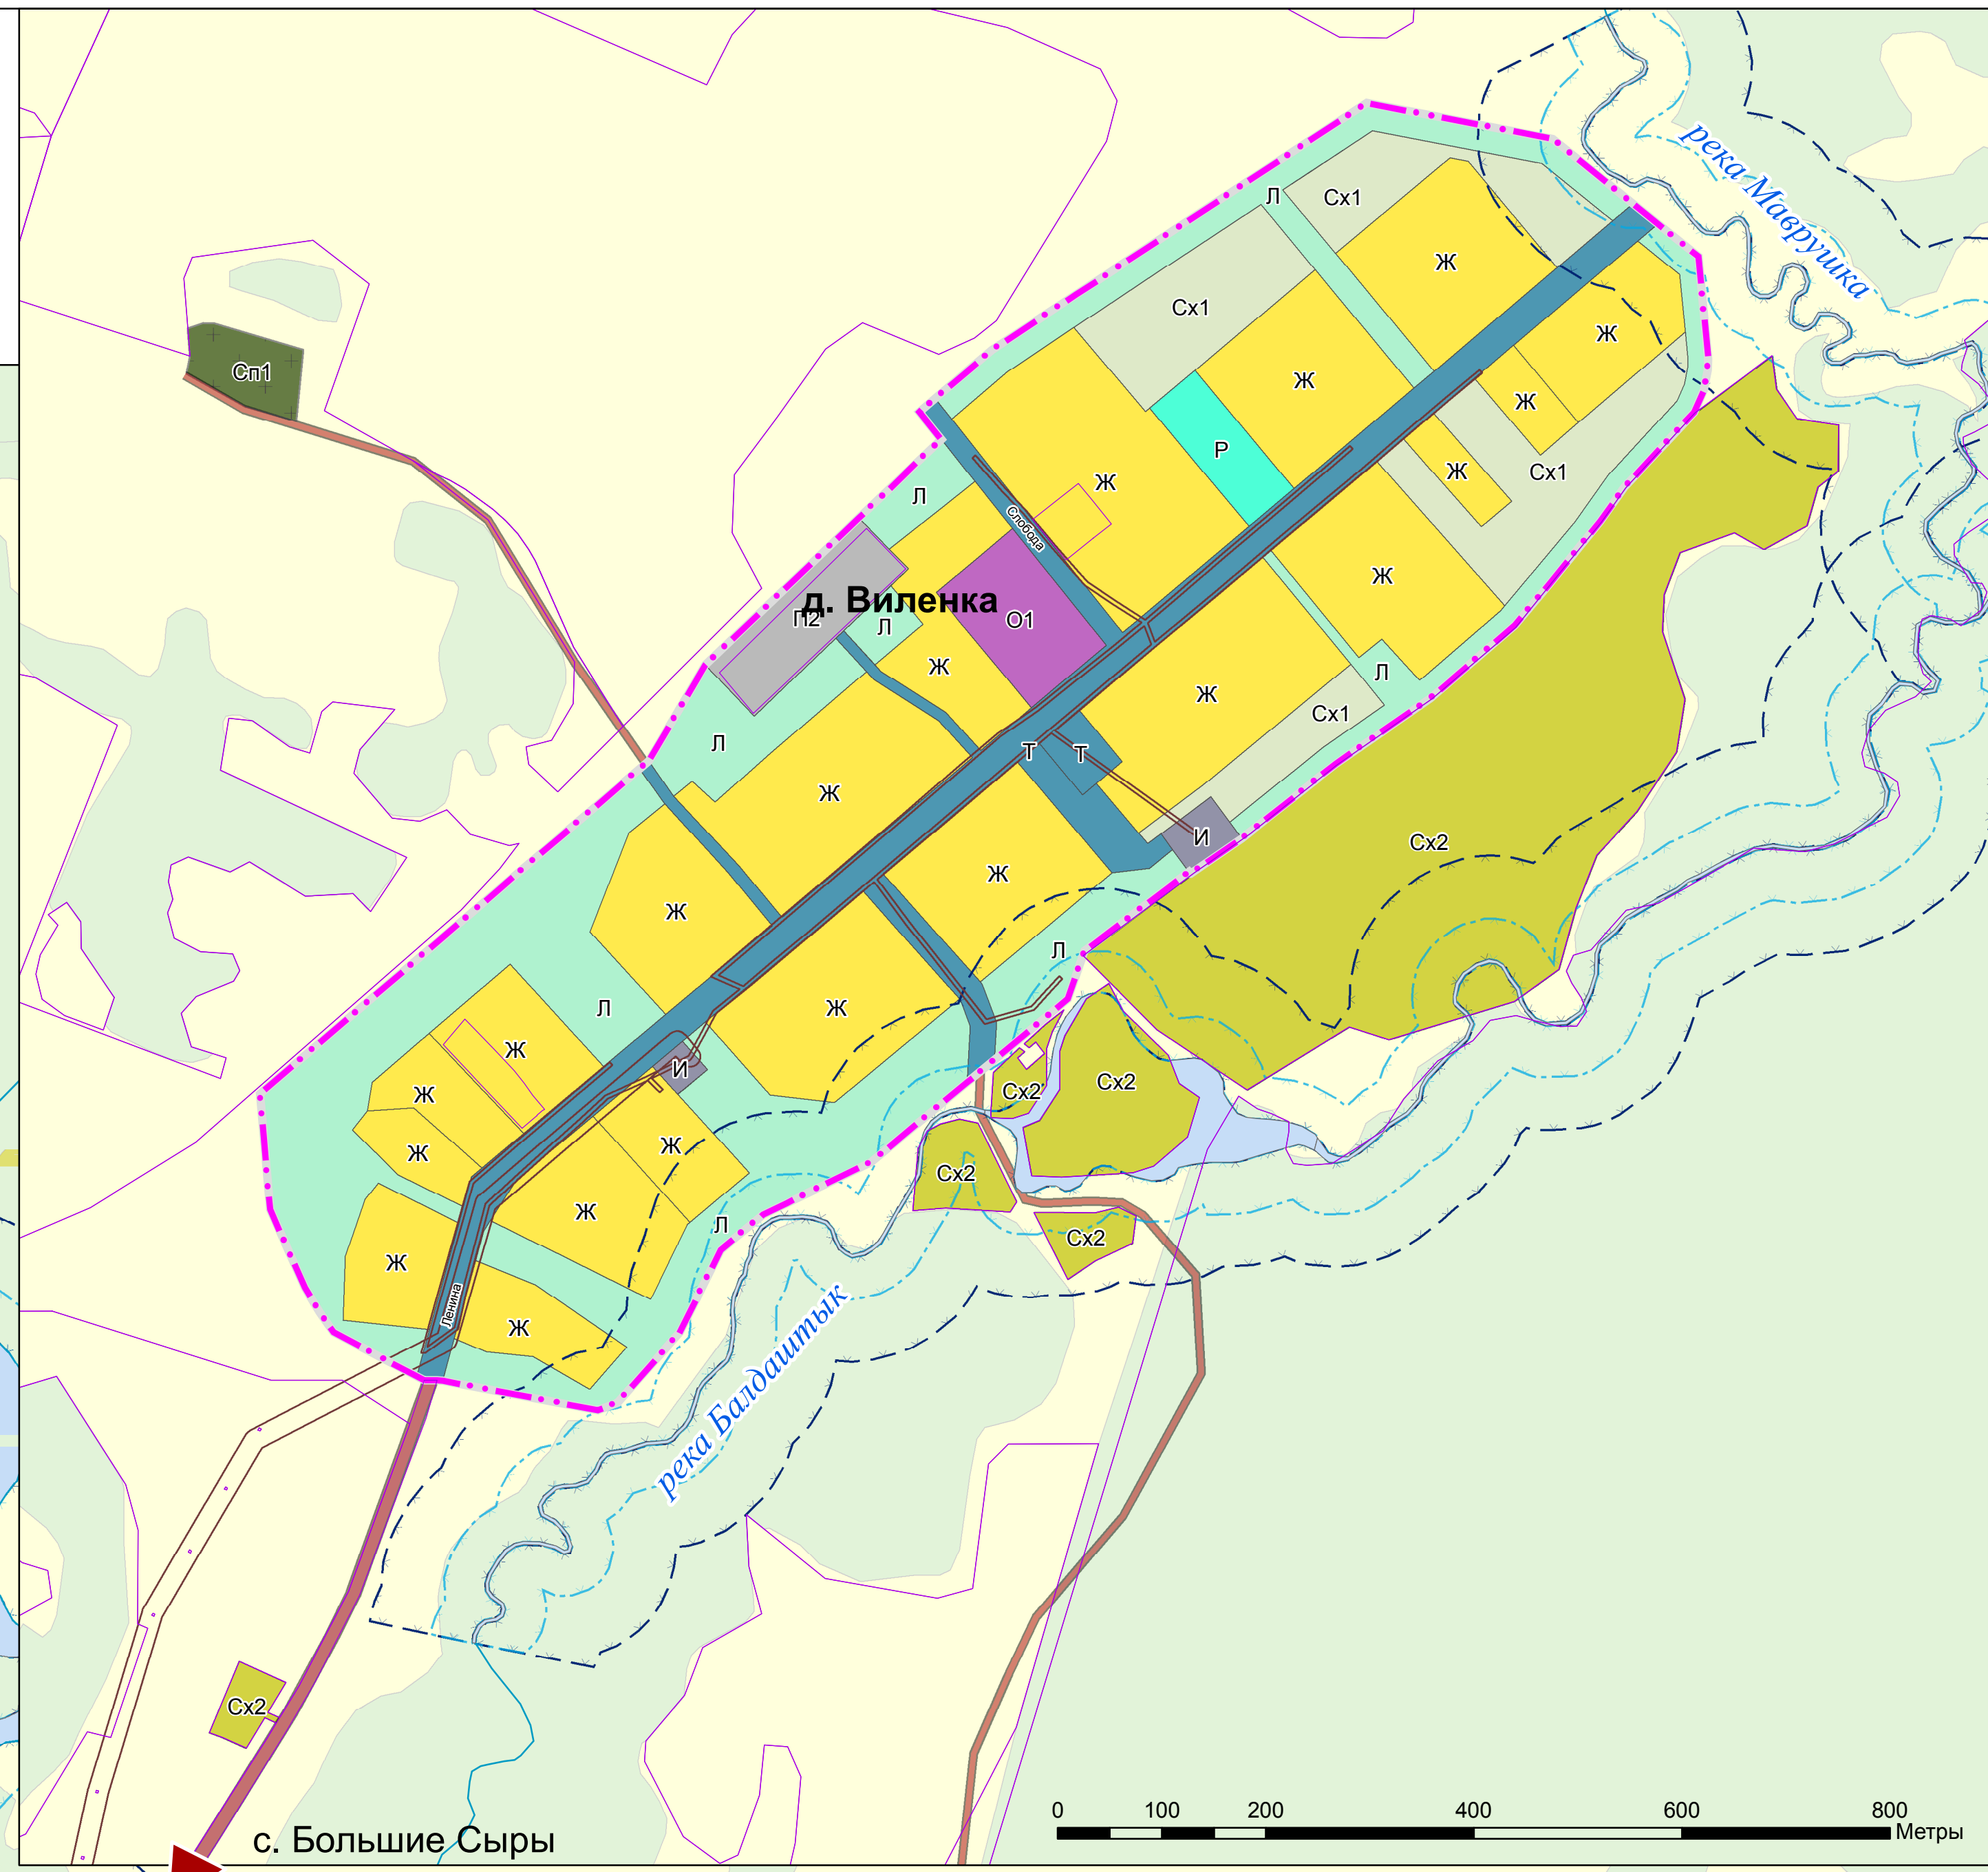 река Маврушка
Л
Сх1
Ж
Сх1
Ж
Ж
Сп1
Ж
Р
Ж
Ж
Сх1
Л
Слобода
Ж
д. Виленка
П2
Л
О1
Ж
Л
Ж
Сх1
Л
Т
Т
Ж
И
Сх2
Ж
Ж
Л
Л
Ж
Ж
И
Сх2
Сх2
Ж
Ж
Ж
Сх2
Ж
Л
Сх2
Ж
Ленина
Ж
река Балдаштык
Сх2
с. Большие Сыры
0 100 200 400 600 800
Метры